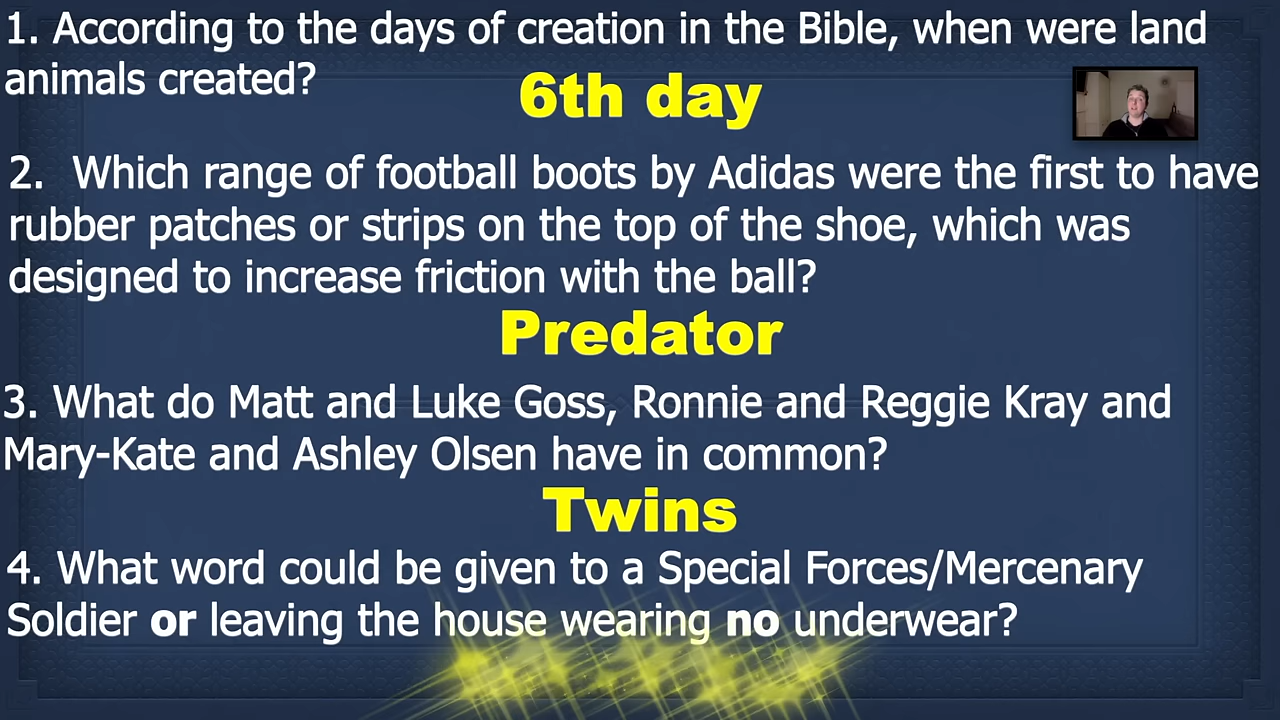 1. According to the days of creation in the Bible, when were land
animals created?
6th day
2. Which range of football boots by Adidas were the first to have
rubber patches or strips on the top of the shoe, which was
designed to increase friction with the ball?
Predator
3. What do Matt and Luke Goss, Ronnie and Reggie Kray and
Mary-Kate and Ashley Olsen have in common?
Twins
4. What word could be given to a Special Forces/Mercenary
Soldier or leaving the house wearing no underwear?